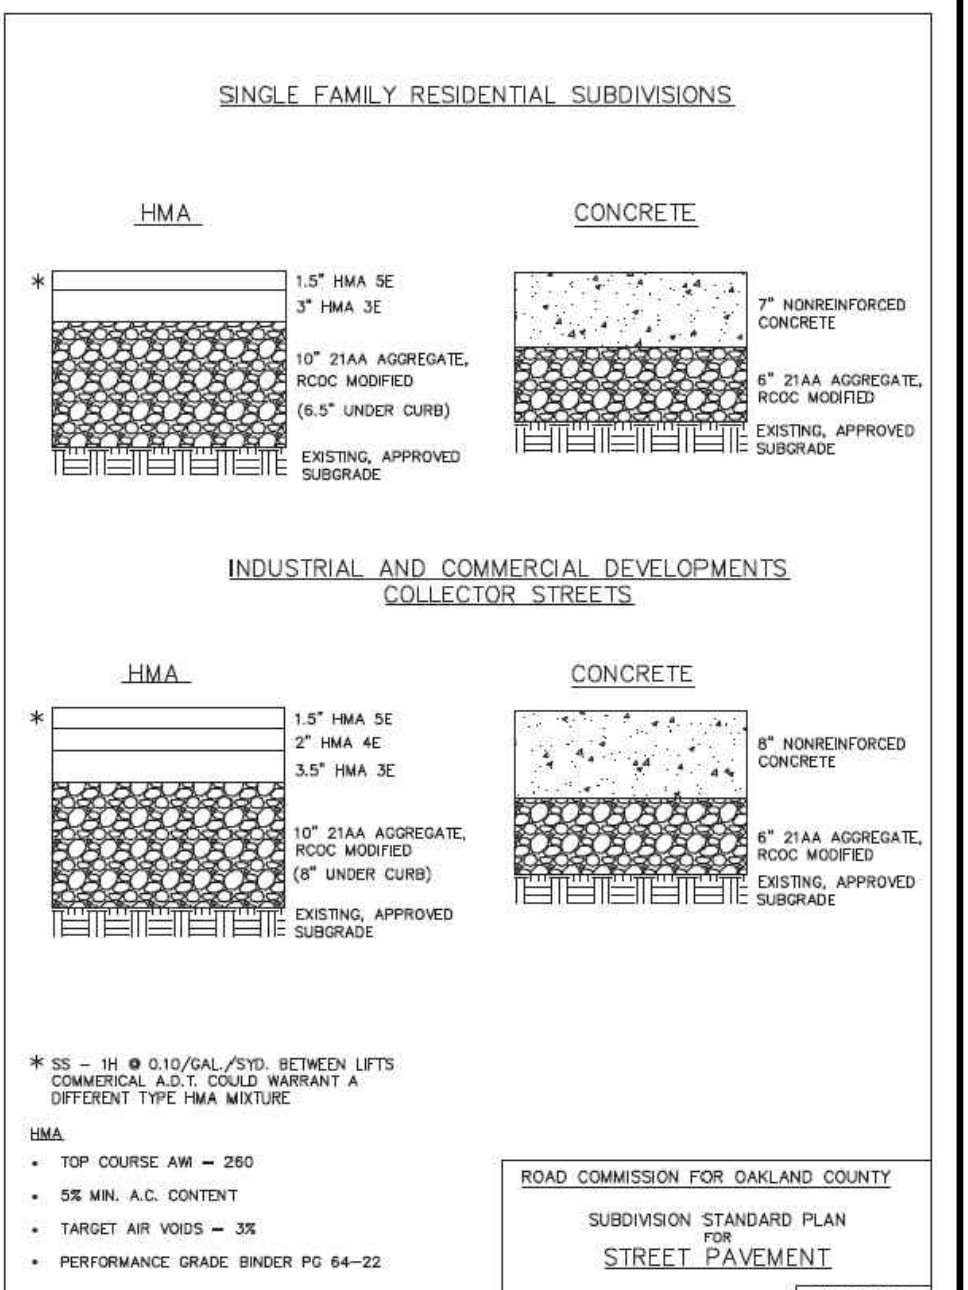 SINGLE FAMILY RESIDENTIAL SUBDIVISIONS
HMA
*
1.5" HMA 5E
3" HMA 3E
10" 21AA AGGREGATE,
RCOC MODIFIED
(6.5" UNDER CURB)
EXISTING, APPROVED
SUBGRADE
CONCRETE
7" NONREINFORCED
CONCRETE
6" 21AA AGGREGATE,
RCOC MODIFIED
EXISTING, APPROVED
SUBGRADE
INDUSTRIAL AND COMMERCIAL DEVELOPMENTS
COLLECTOR STREETS
HMA
*
1.5" HMA 5E
2" HMA 4E
3.5" HMA 3E
10" 21AA AGGREGATE,
RCOC MODIFIED
(8" UNDER CURB)
EXISTING, APPROVED
SUBGRADE
CONCRETE
8" NONREINFORCED
CONCRETE
6" 21AA AGGREGATE,
RCOC MODIFIED
EXISTING, APPROVED
SUBGRADE
* SS - 1H @ 0.10/GAL./SYD. BETWEEN LIFTS
COMMERICAL A.D.T. COULD WARRANT A
DIFFERENT TYPE HMA MIXTURE
HMA
• TOP COURSE AWI - 260
• 5% MIN. A.C. CONTENT
• TARGET AIR VOIDS - 3%
• PERFORMANCE GRADE BINDER PG 64-22
ROAD COMMISSION FOR OAKLAND COUNTY
SUBDIVISION STANDARD PLAN
FOR
STREET PAVEMENT